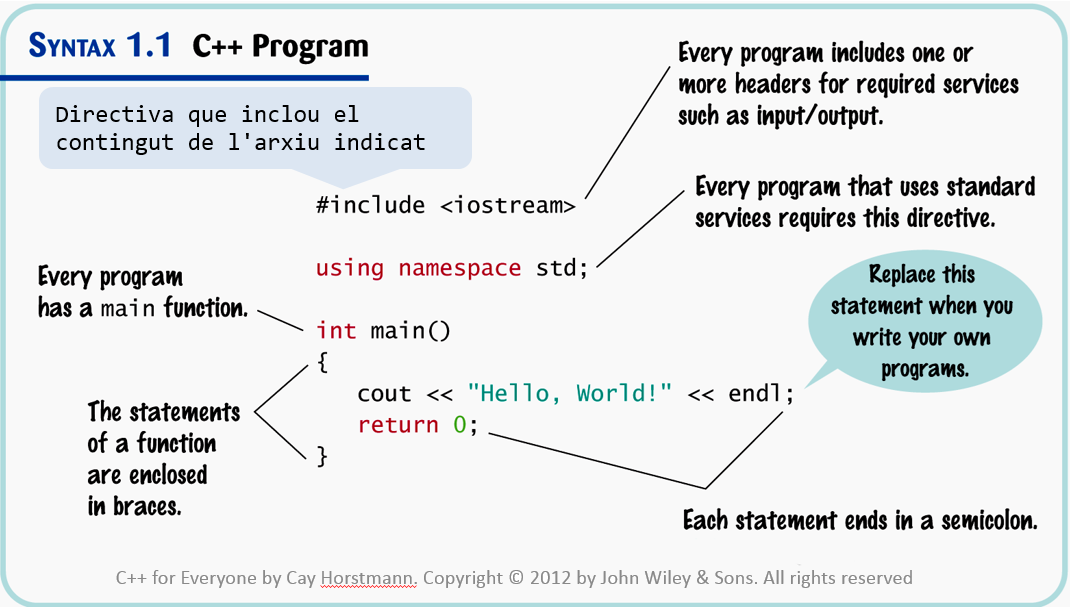 SYNTAX 1.1 C++ Program
Every program includes one or
more headers for required services
such as input/output.
Directiva que inclou el
contingut de l'arxiu indicat
#include <iostream>
Every program that uses standard
services requires this directive.
using namespace std;
Every program
has a main function.
Replace this
statement when you
write your own
programs.
int main()
{
cout << "Hello, World!" << endl;
return 0;
}
The statements
of a function
are enclosed
in braces.
Each statement ends in a semicolon.
C++ for Everyone by Cay Horstmann. Copyright © 2012 by John Wiley & Sons. All rights reserved